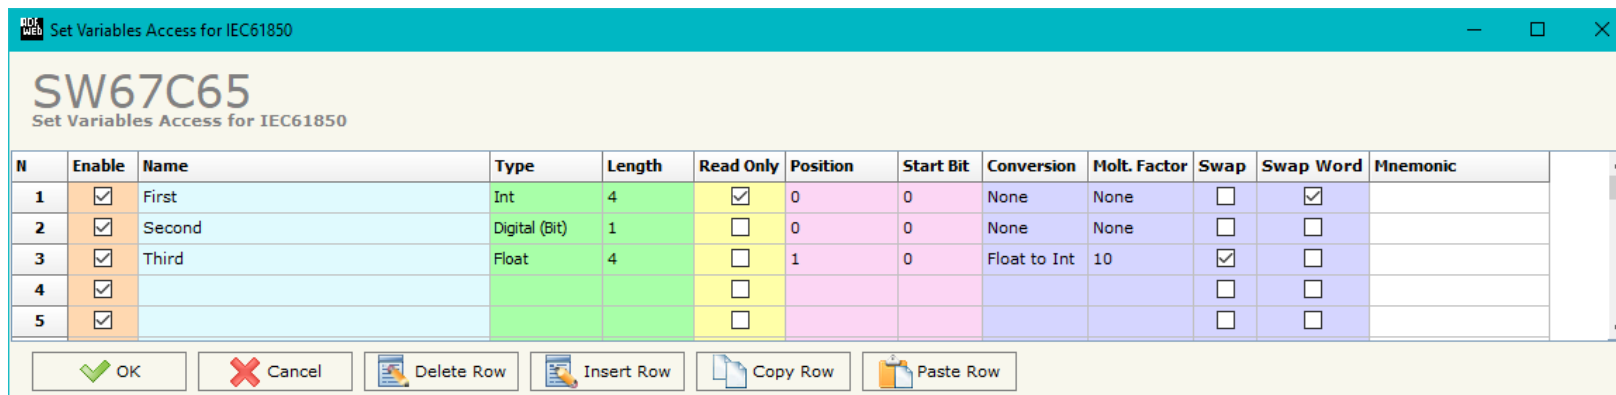 ADF WEB Set Variables Access for IEC61850
SW67C65
Set Variables Access for IEC61850
N Enable Name Type Length Read Only Position Start Bit Conversion Molt. Factor Swap Swap Word Mnemonic
1 First Int 4 0 0 None None
2 Second Digital (Bit) 1 0 0 None None
3 Third Float 4 1 0 Float to Int 10
4
5
OK Cancel Delete Row Insert Row Copy Row Paste Row